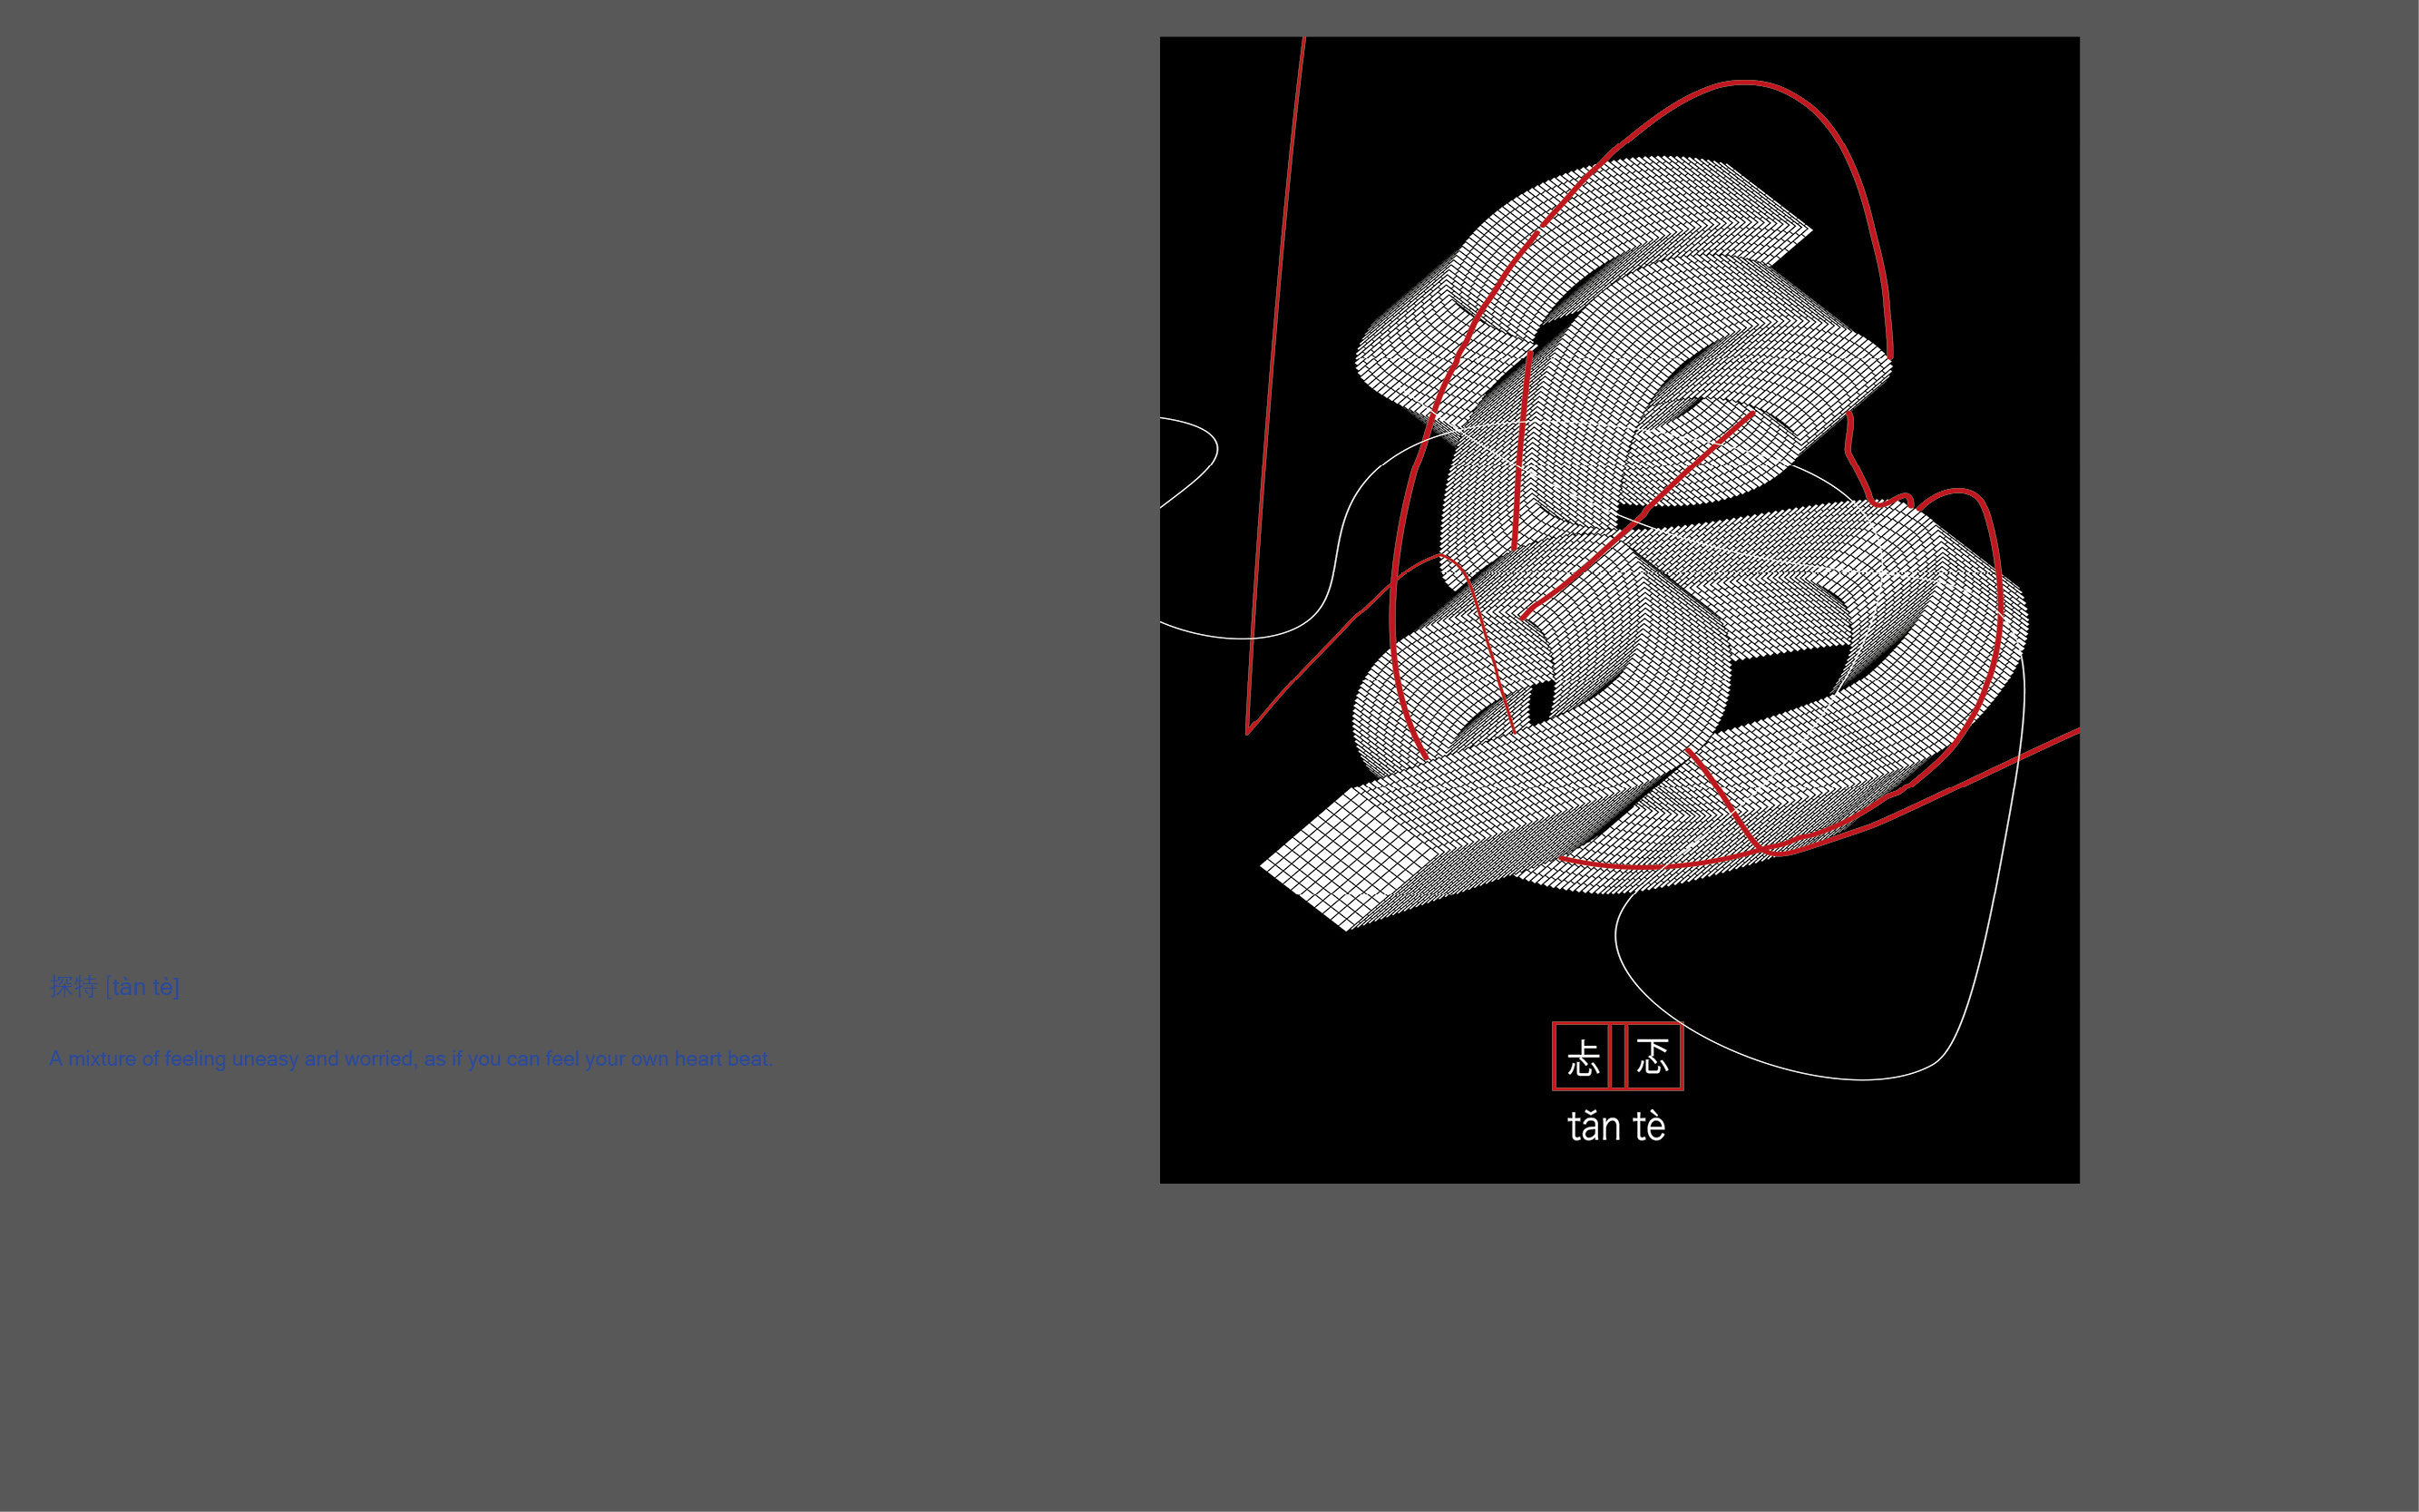 探特 [tàn tè]
A mixture of feeling uneasy and worried, as if you can feel your own heart beat.
忐忑
tǎn tè